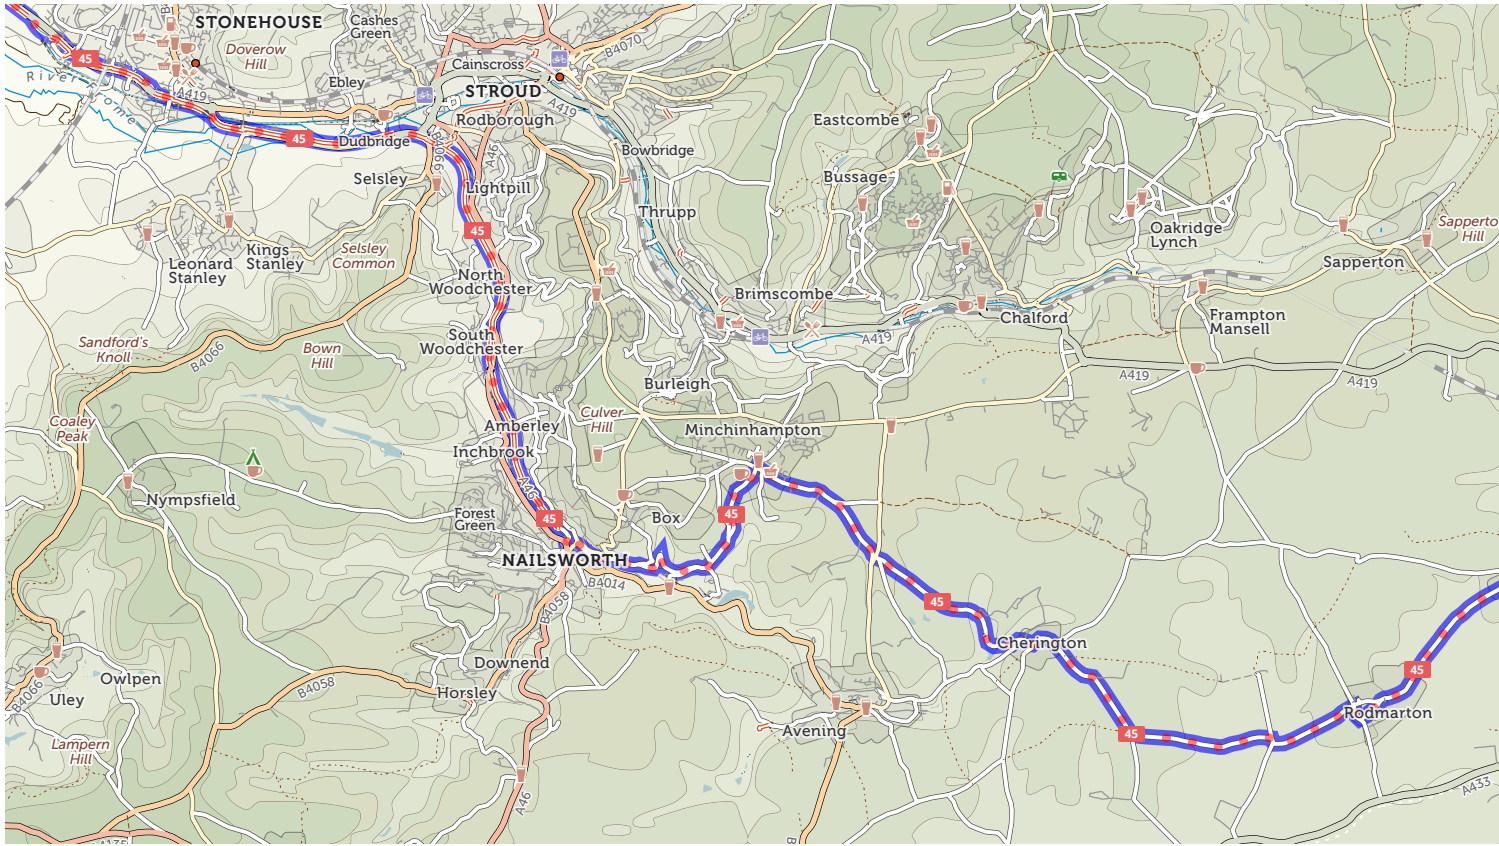 STONEHOUSE
Cashes
Green
Doverow
Hill
B4070
45
Cainscross
River Frome
Ebley
A419
STROUD
A419
Rodborough
Eastcombe
45
Dudbridge
B4066
A46
Bowbridge
Selsley
Lightpill
Bussage
Thrupp
45
Oakridge
Lynch
Sapperto
Hill
Kings
Stanley
Selsley
Common
Leonard
Stanley
Sapperton
North
Woodchester
Brimscombe
Chalford
Frampton
Mansell
South
Woodchester
A419
Sandford's
Knoll
B4066
Bown
Hill
A419
A419
Burleigh
Coaley
Peak
Culver
Hill
Amberley
Minchinhampton
Inchbrook
A46
Nympsfield
Forest
Green
45
Box
45
NAILSWORTH
B4014
B4058
45
Cherington
Downend
45
Owlpen
B4058
Horsley
B4066
Uley
Rodmarton
Avening
45
Lampern
Hill
A46
A433
A135
B